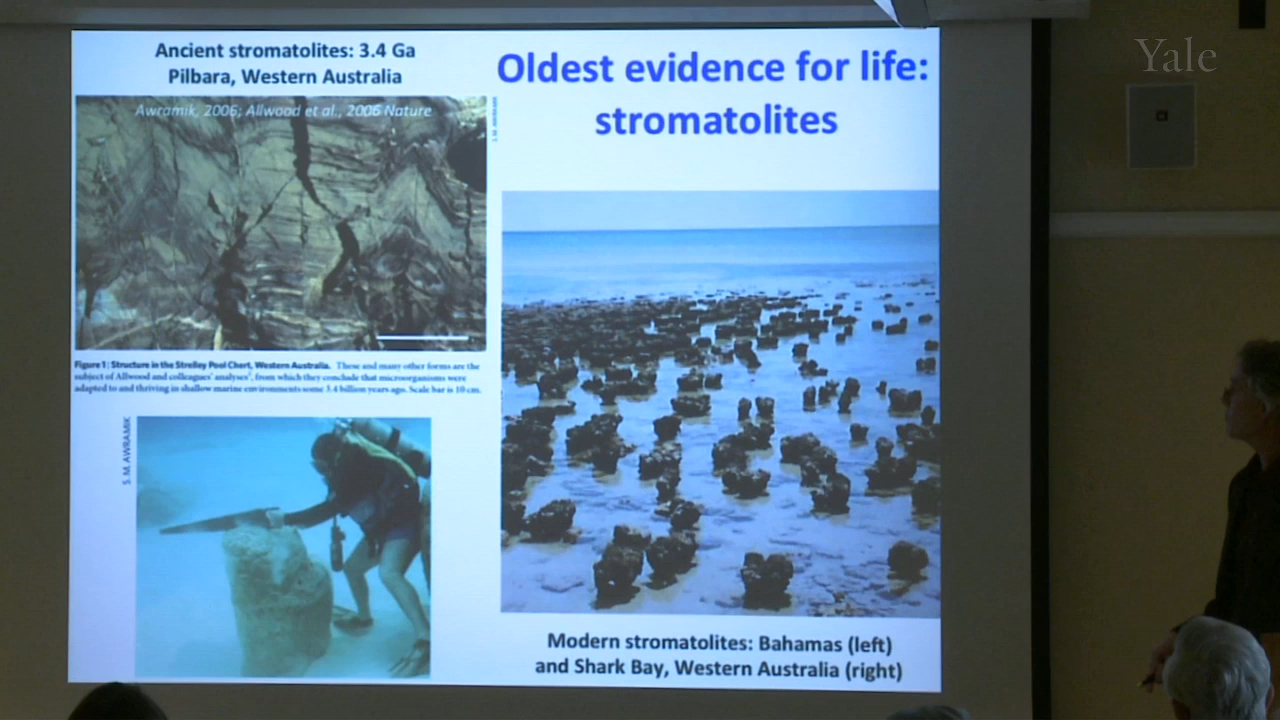 Ancient stromatolites: 3.4 Ga
Pilbara, Western Australia
Awramik, 2006; Allwood et al., 2006 Nature
Figure 1 | Structure in the Strelley Pool Chert, Western Australia. These and many other forms are the
subject of Allwood and colleagues' analyses, from which they conclude that microorganisms were
adapted to and thriving in shallow marine environments some 3.4 billion years ago. Scale bar is 10 cm.
S. M. AWRAMIK
Oldest evidence for life:
stromatolites
Modern stromatolites: Bahamas (left)
and Shark Bay, Western Australia (right)
Yale